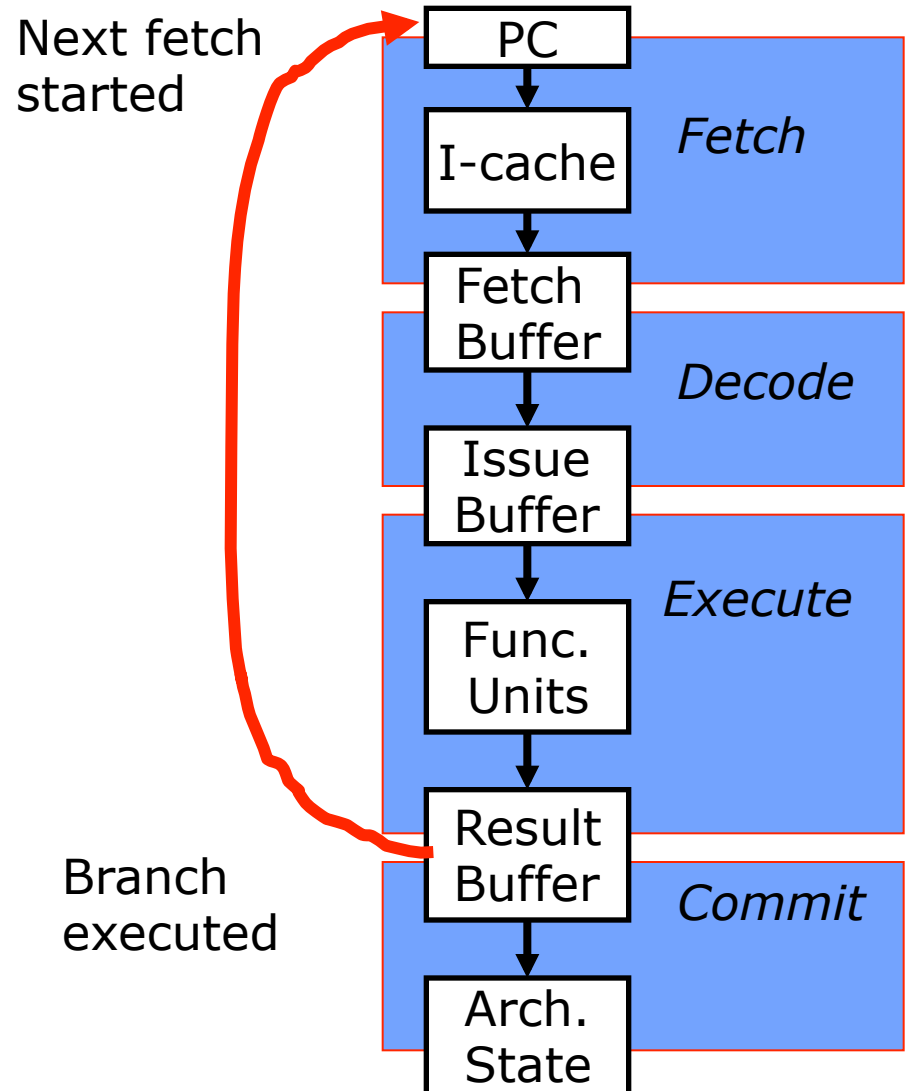 Next fetch
started
PC
I-cache
Fetch
Fetch
Buffer
Decode
Issue
Buffer
Execute
Func.
Units
Result
Buffer
Branch
executed
Commit
Arch.
State